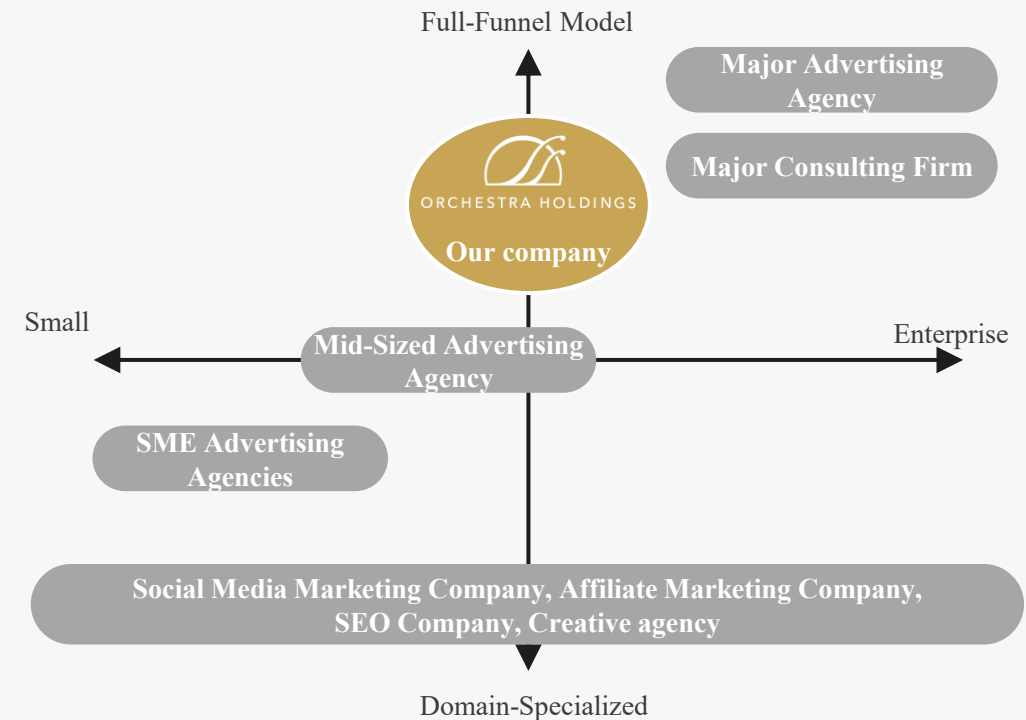 Full-Funnel Model
Major Advertising
Agency
Major Consulting Firm
ORCHESTRA HOLDINGS
Our company
Small
Enterprise
Mid-Sized Advertising
Agency
SME Advertising
Agencies
Social Media Marketing Company, Affiliate Marketing Company,
SEO Company, Creative agency
Domain-Specialized